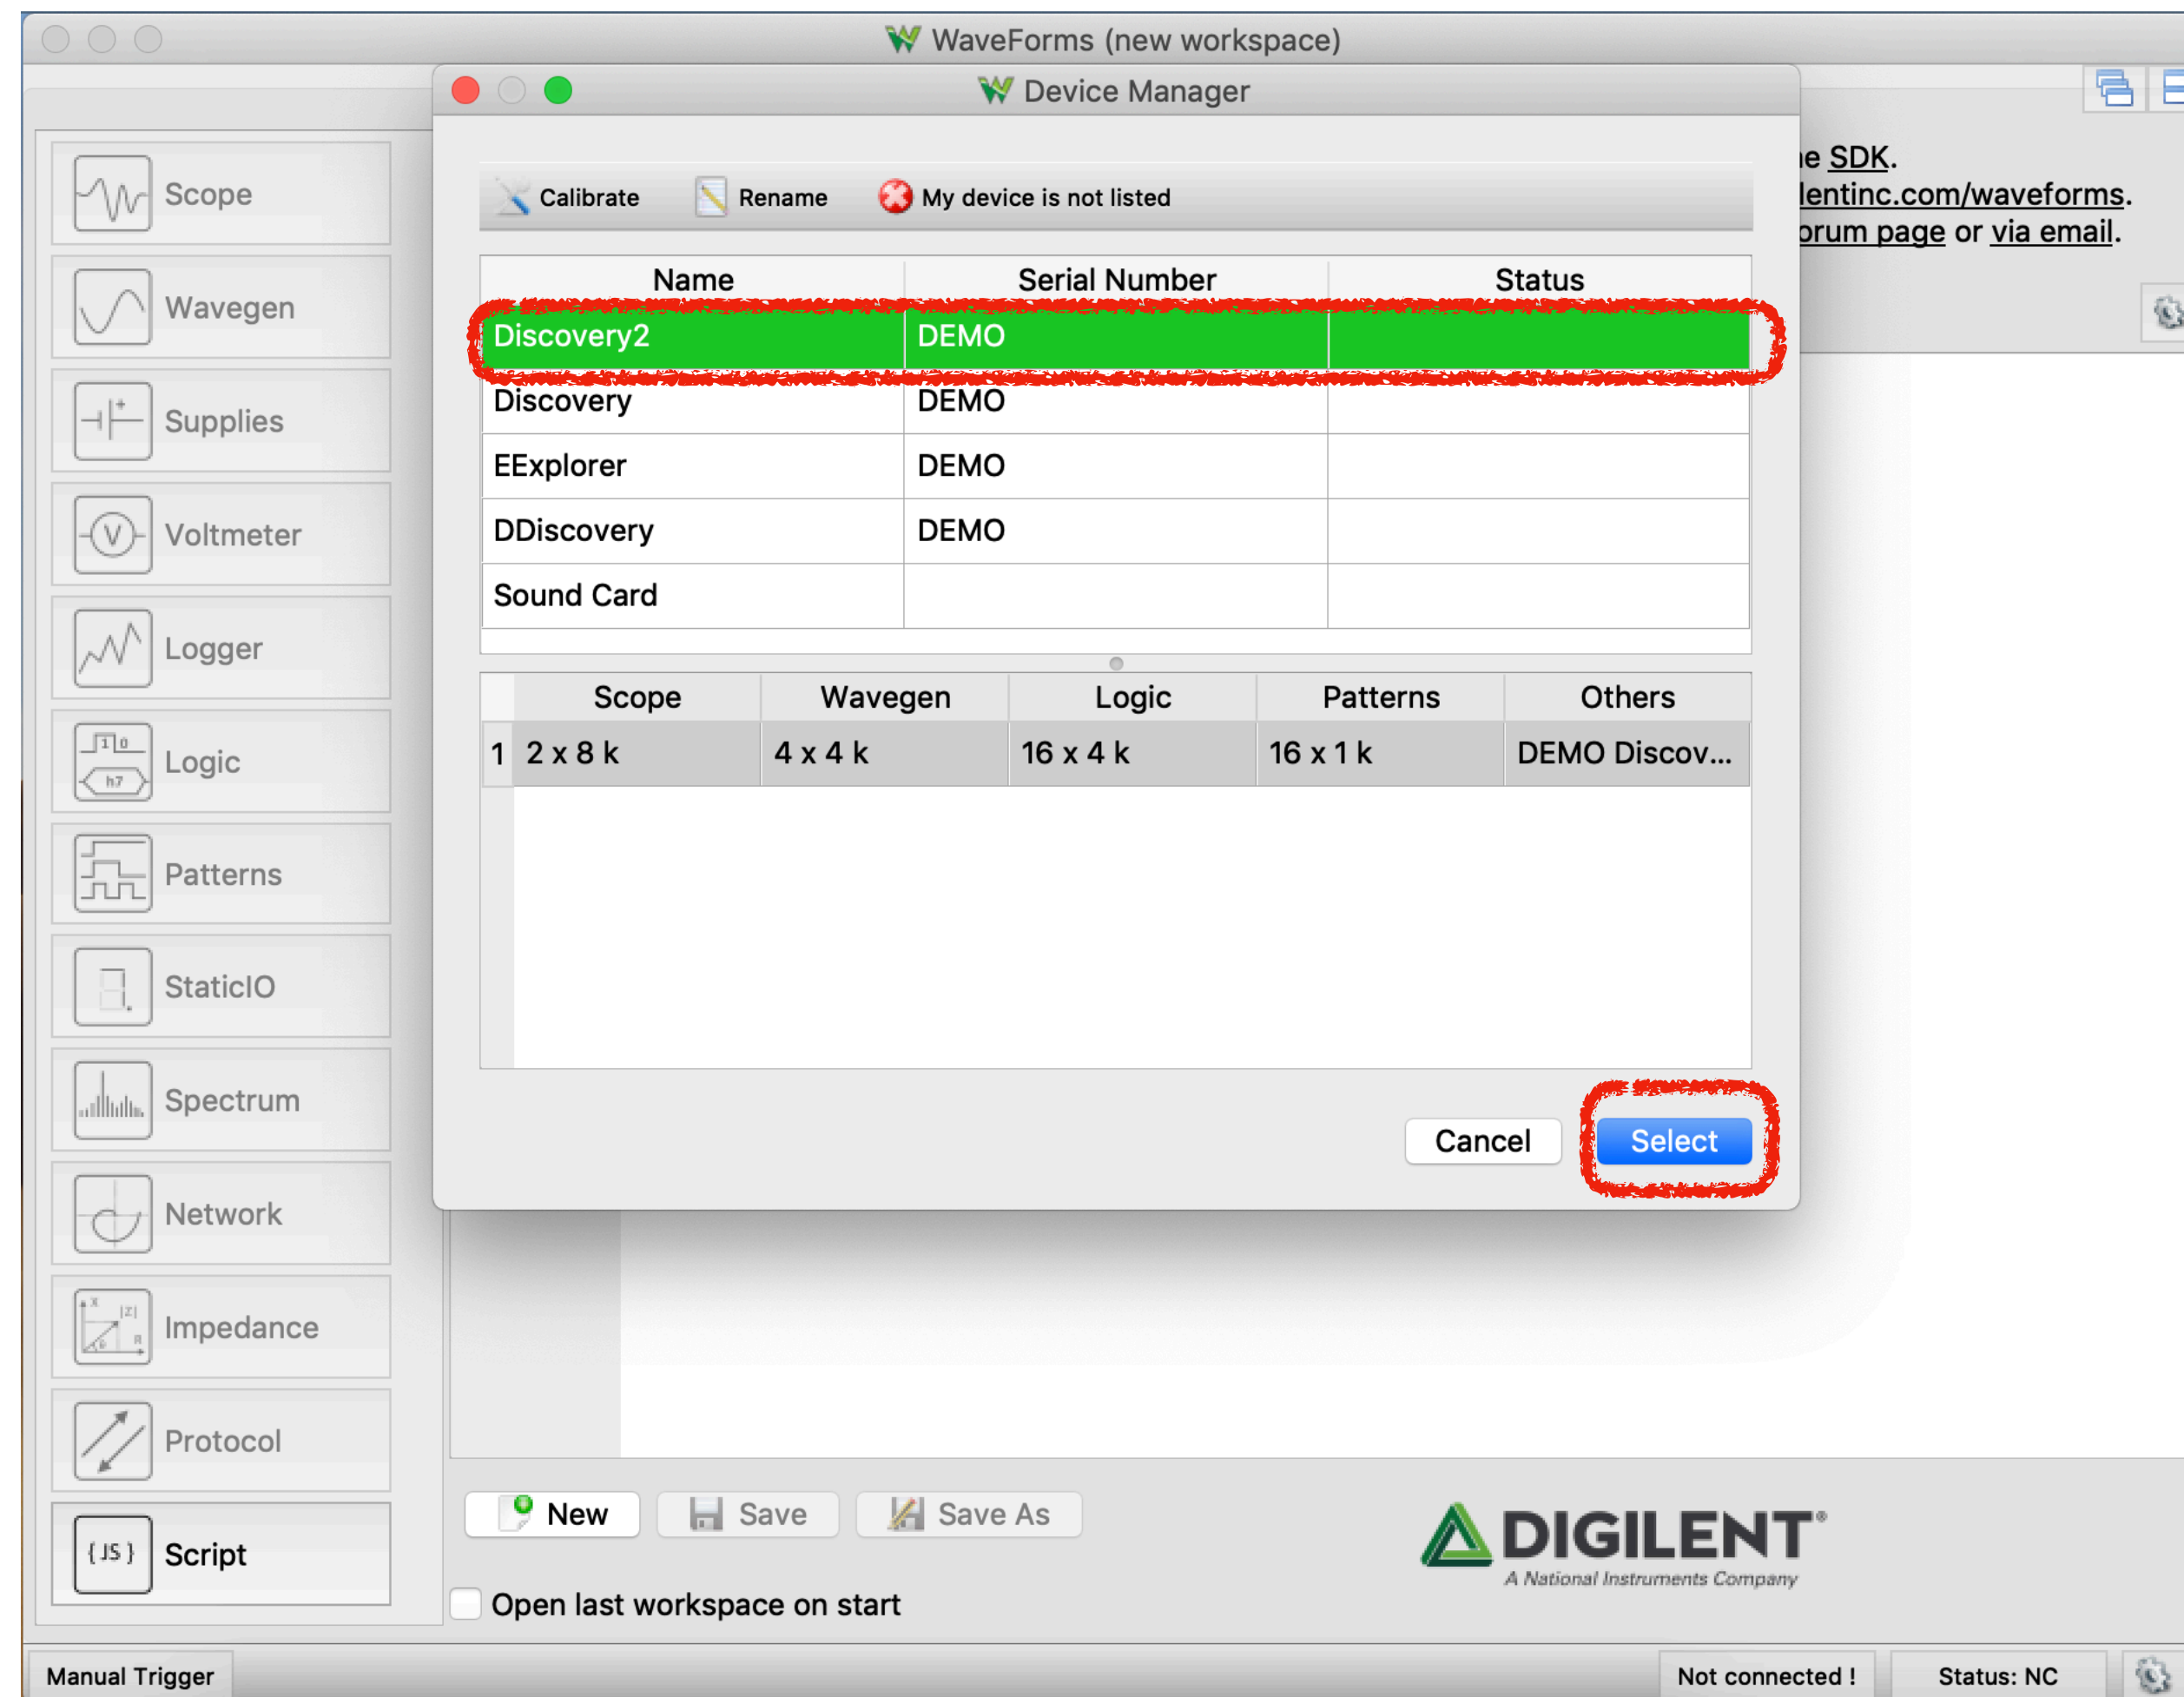 WaveForms (new workspace)
Device Manager
Calibrate Rename My device is not listed
Name Serial Number Status
Discovery2 DEMO
Discovery DEMO
EExplorer DEMO
DDiscovery DEMO
Sound Card
Scope Wavegen Logic Patterns Others
1 2 x 8 k 4 x 4 k 16 x 4 k 16 x 1 k DEMO Discov...
Cancel Select
SDK.
lentinc.com/waveforms.
page or via email.
Scope
Wavegen
Supplies
V Voltmeter
Logger
1 0
h7
Logic
Patterns
StaticIO
Spectrum
Network
X |Z| R
Impedance
Protocol
{JS} Script
New Save Save As
DIGILENT®
A National Instruments Company
Open last workspace on start
Manual Trigger Not connected ! Status: NC